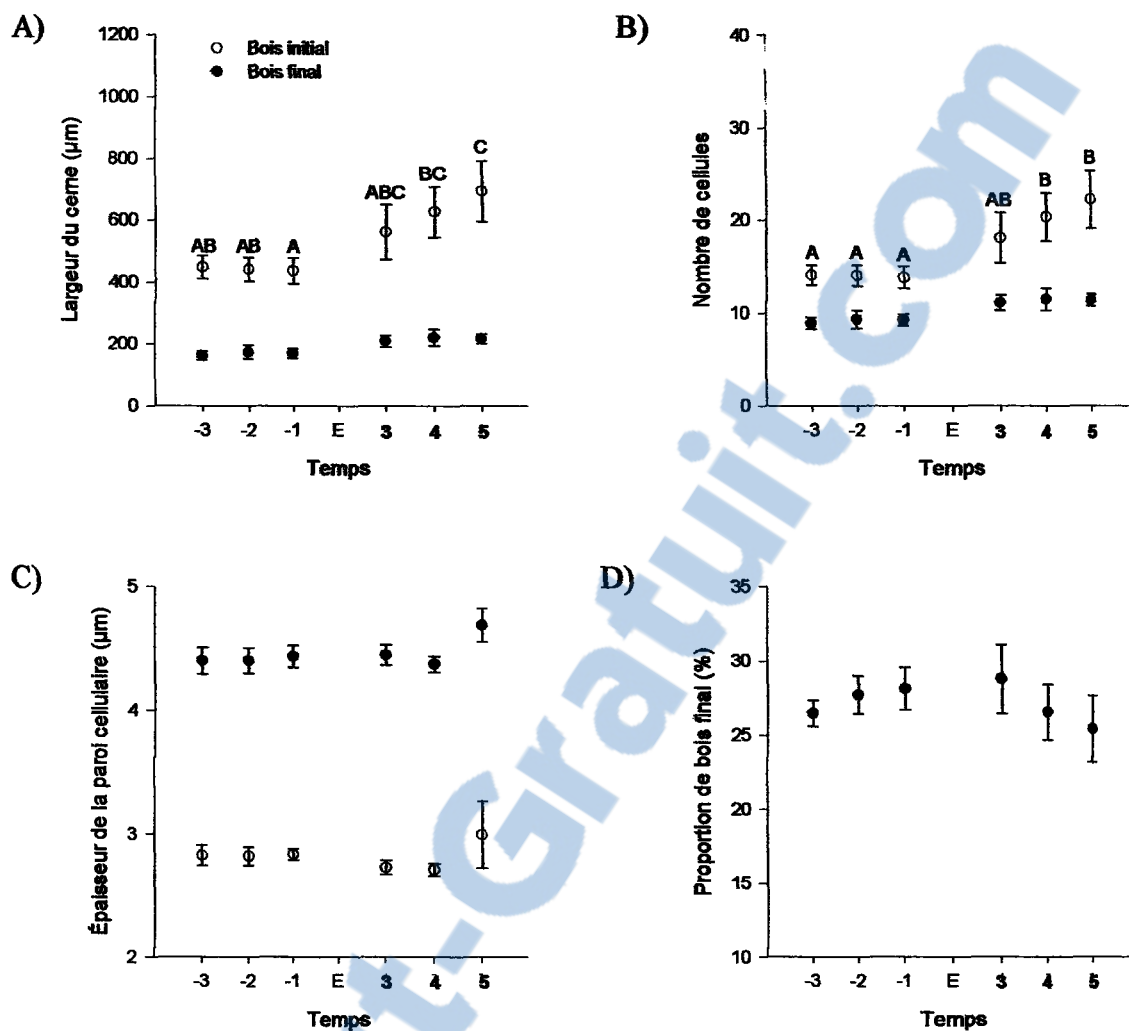 A)
Largeur du cerne (µm)
1200
1000
800
600
400
200
0
Bois initial
Bois final
AB AB A ABC BC C
-3 -2 -1 E 3 4 5
Temps
B)
Nombre de cellules
40
30
20
10
0
A A A AB B B
-3 -2 -1 E 3 4 5
Temps
C)
Épaisseur de la paroi cellulaire (µm)
5
4
3
2
-3 -2 -1 E 3 4 5
Temps
D)
Proportion de bois final (%)
35
30
25
20
15
10
-3 -2 -1 E 3 4 5
Temps
t-Gratuit.com